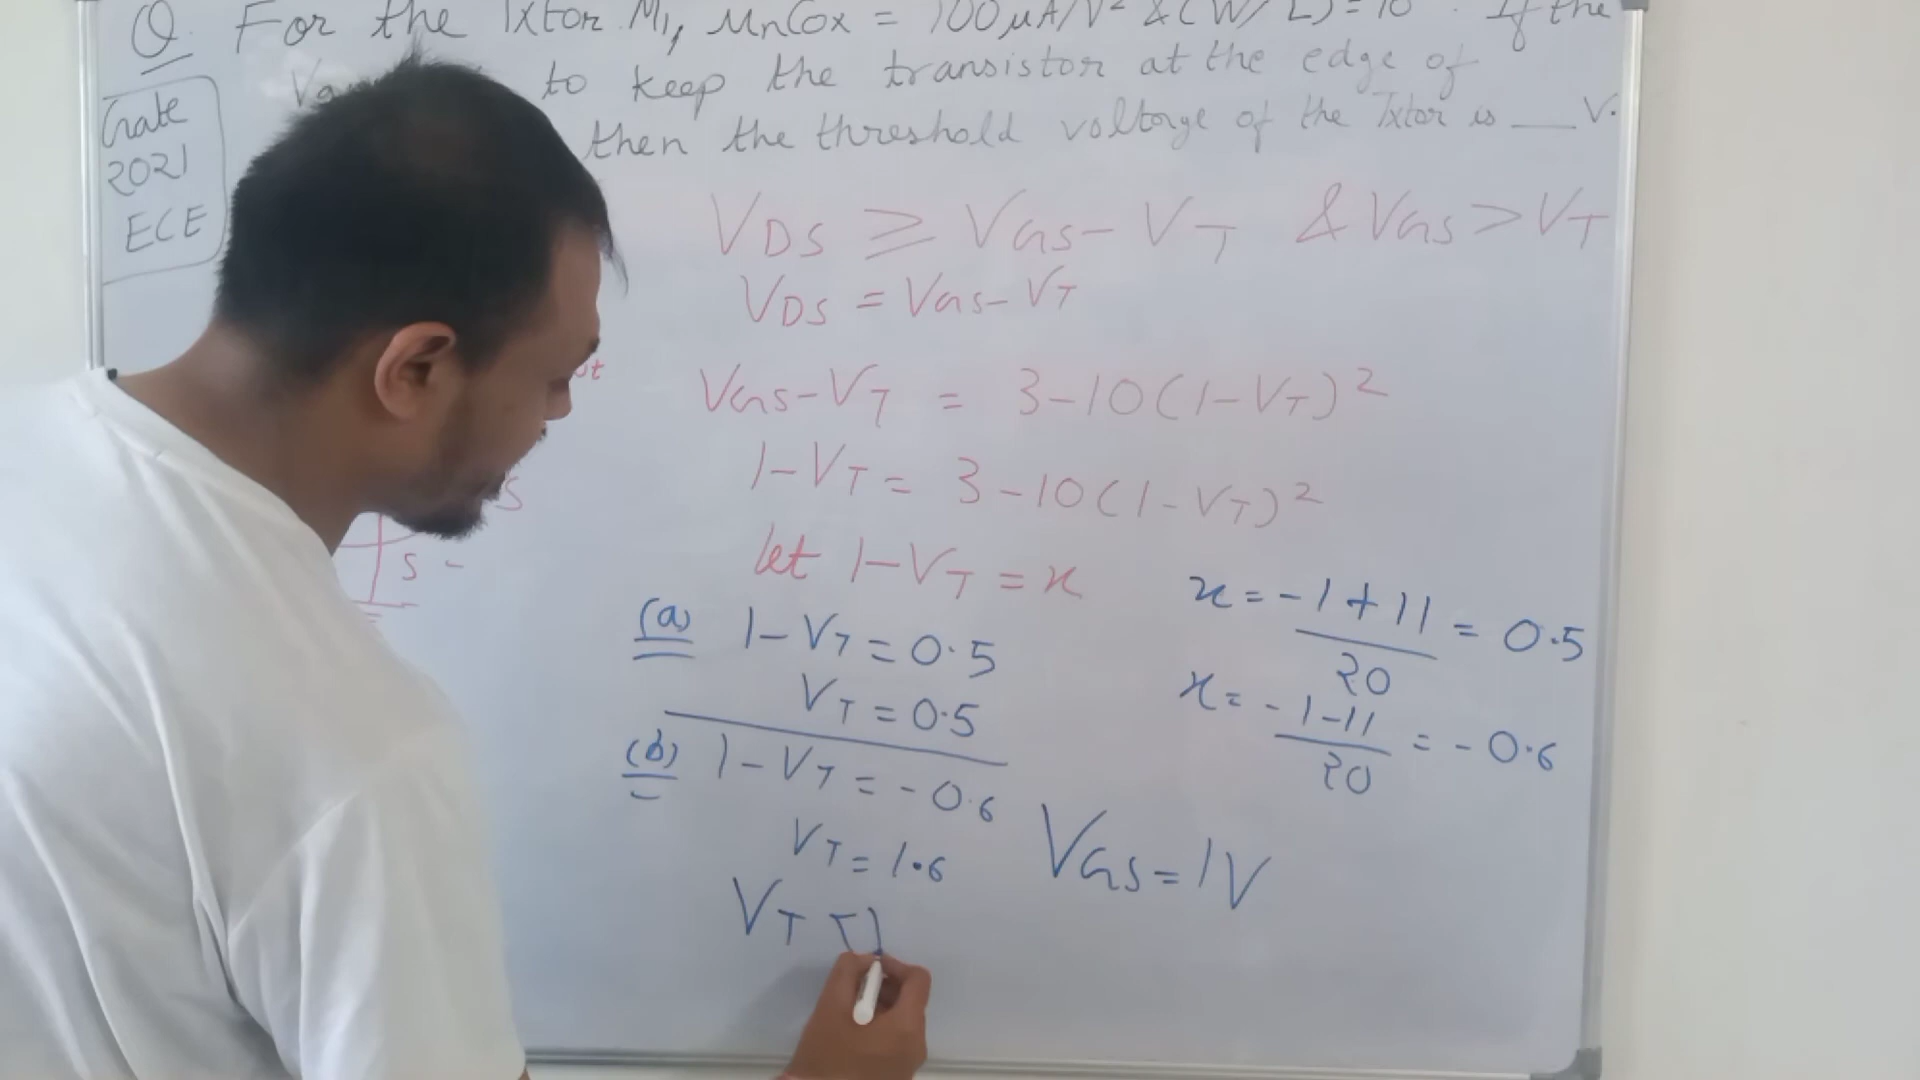 Q. For the Txtor M1, μnCox = 100μA/V² & (W/L)=10. If the
to keep the transistor at the edge of
then the threshold voltage of the Txtor is ___ V.
Gate
2021
ECE
VDS ≥ VGS - VT & VGS > VT
VDS = VGS - VT
VGS - VT = 3 - 10(1 - VT)²
1 - VT = 3 - 10(1 - VT)²
let 1 - VT = x
S -
(a) 1 - VT = 0.5
VT = 0.5
(b) 1 - VT = -0.6
VT = 1.6
VT
x = -1 + 11 / 20 = 0.5
x = -1 - 11 / 20 = -0.6
VGS = 1V